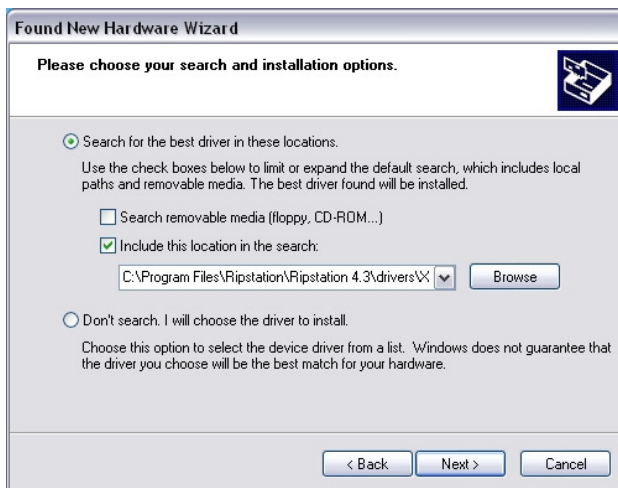 Found New Hardware Wizard
Please choose your search and installation options.
Search for the best driver in these locations.
Use the check boxes below to limit or expand the default search, which includes local
paths and removable media. The best driver found will be installed.
Search removable media (floppy, CD-ROM...)
Include this location in the search:
C:\Program Files\Ripstation\Ripstation 4.3\drivers\X
Browse
Don't search. I will choose the driver to install.
Choose this option to select the device driver from a list. Windows does not guarantee that
the driver you choose will be the best match for your hardware.
< Back Next > Cancel